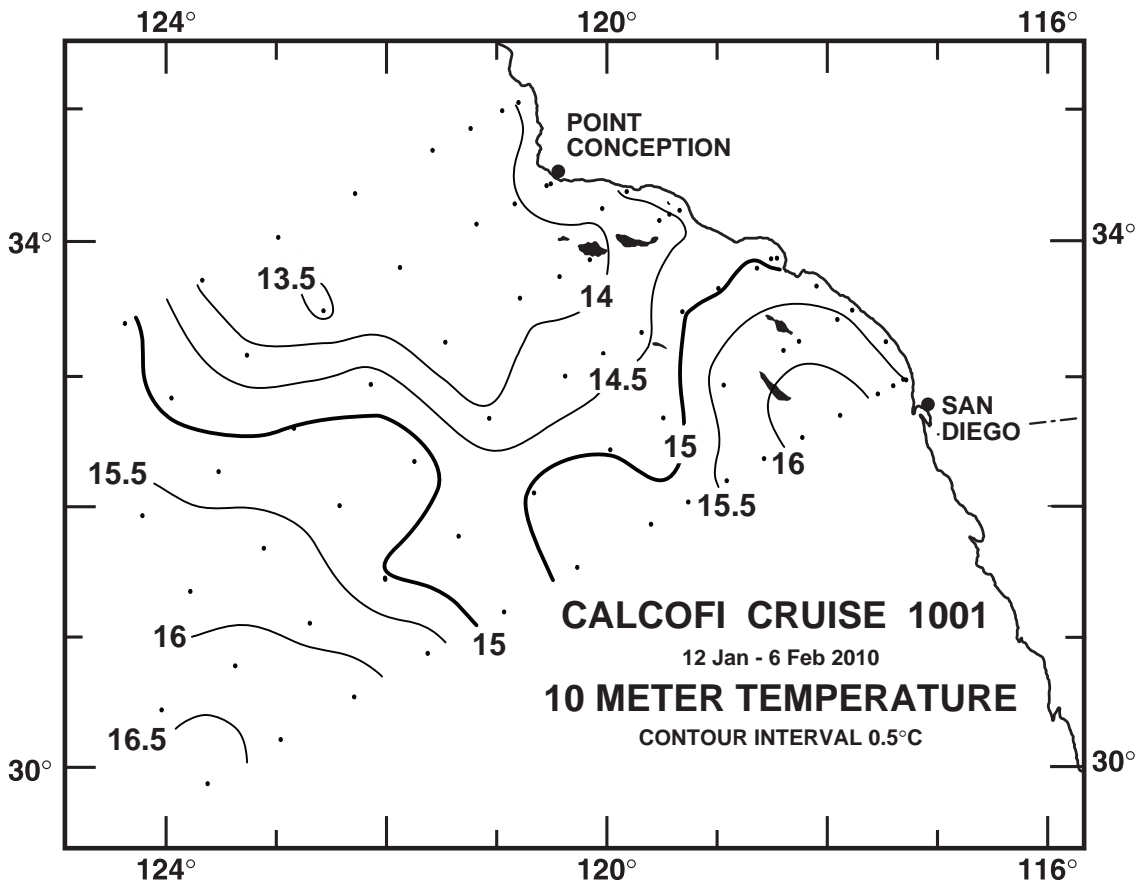 124° 120° 116°
POINT
CONCEPTION
34° 34°
13.5
14
14.5
SAN
DIEGO
15
15.5 16
15.5
CALCOFI CRUISE 1001
16 15
12 Jan - 6 Feb 2010
10 METER TEMPERATURE
16.5 CONTOUR INTERVAL 0.5°C
30° 30°
124° 120° 116°